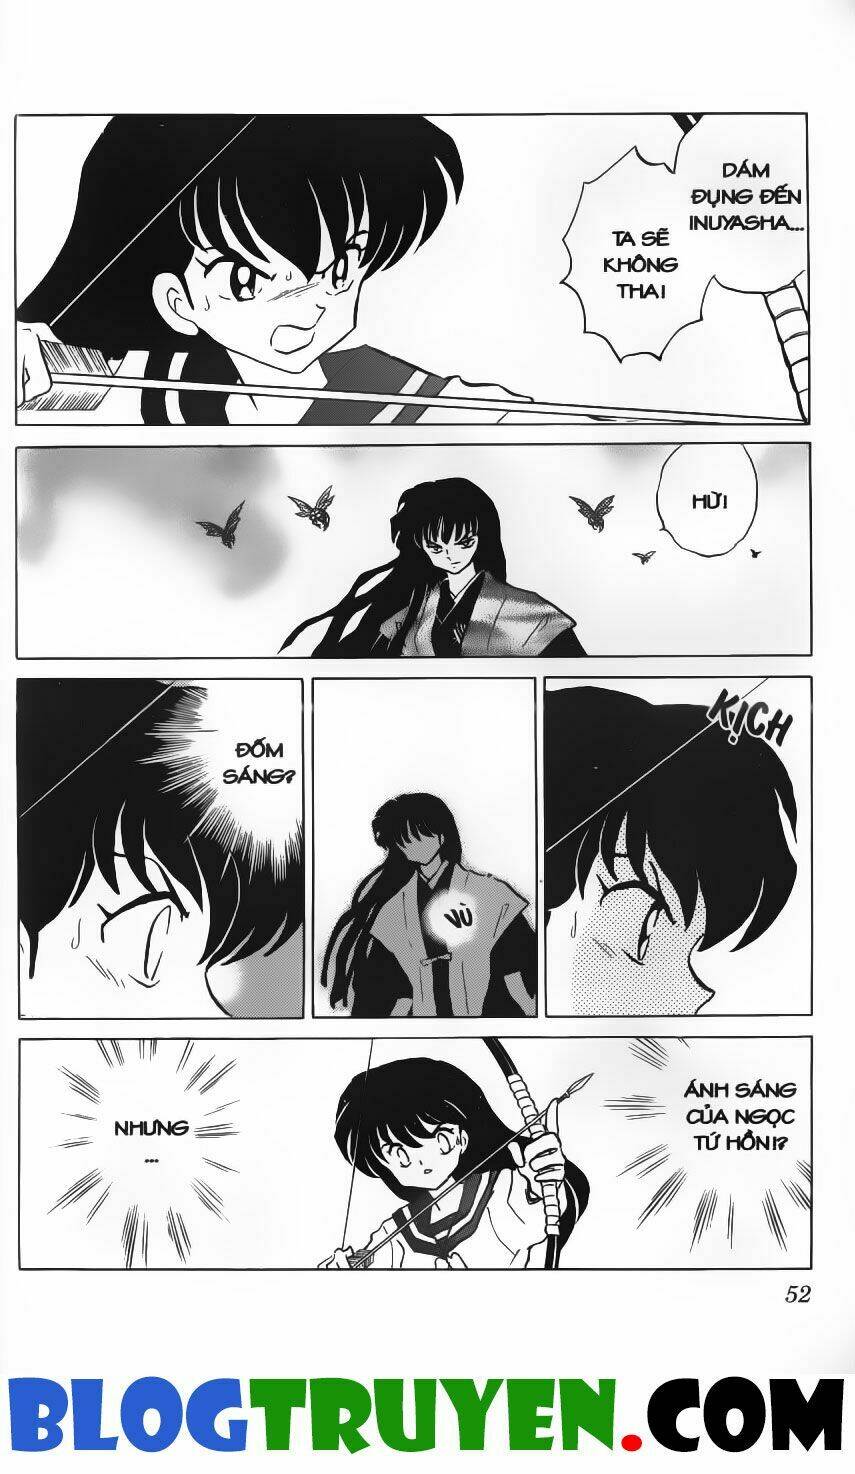 DÁM
ĐỤNG ĐẾN
INUYASHA...
TA SẼ
KHÔNG
THA!
HỪ!
KỊCH
VÙ
ĐỐM
SÁNG?
ÁNH SÁNG
CỦA NGỌC
TỨ HỒN!?
NHƯNG
...
52
BLOGTRUYEN.COM